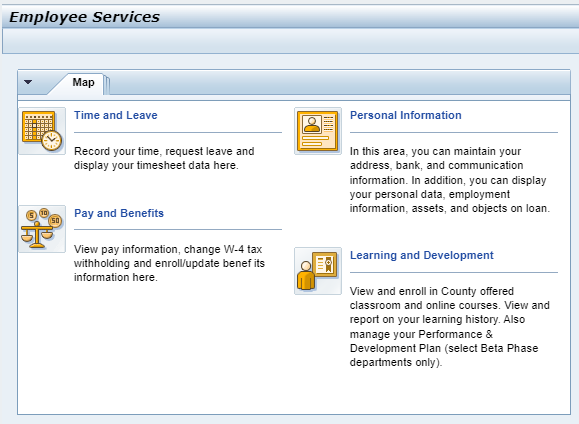 Employee Services
Map
Time and Leave
Record your time, request leave and
display your timesheet data here.
Pay and Benefits
View pay information, change W-4 tax
withholding and enroll/update benef its
information here.
Personal Information
In this area, you can maintain your
address, bank, and communication
information. In addition, you can display
your personal data, employment
information, assets, and objects on loan.
Learning and Development
View and enroll in County offered
classroom and online courses. View and
report on your learning history. Also
manage your Performance &
Development Plan (select Beta Phase
departments only).